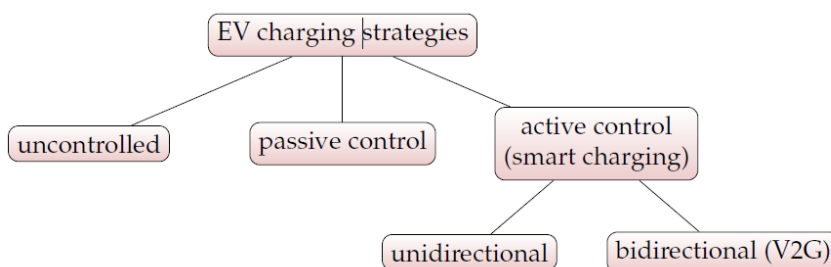 EV charging strategies
uncontrolled
passive control
active control
(smart charging)
unidirectional
bidirectional (V2G)